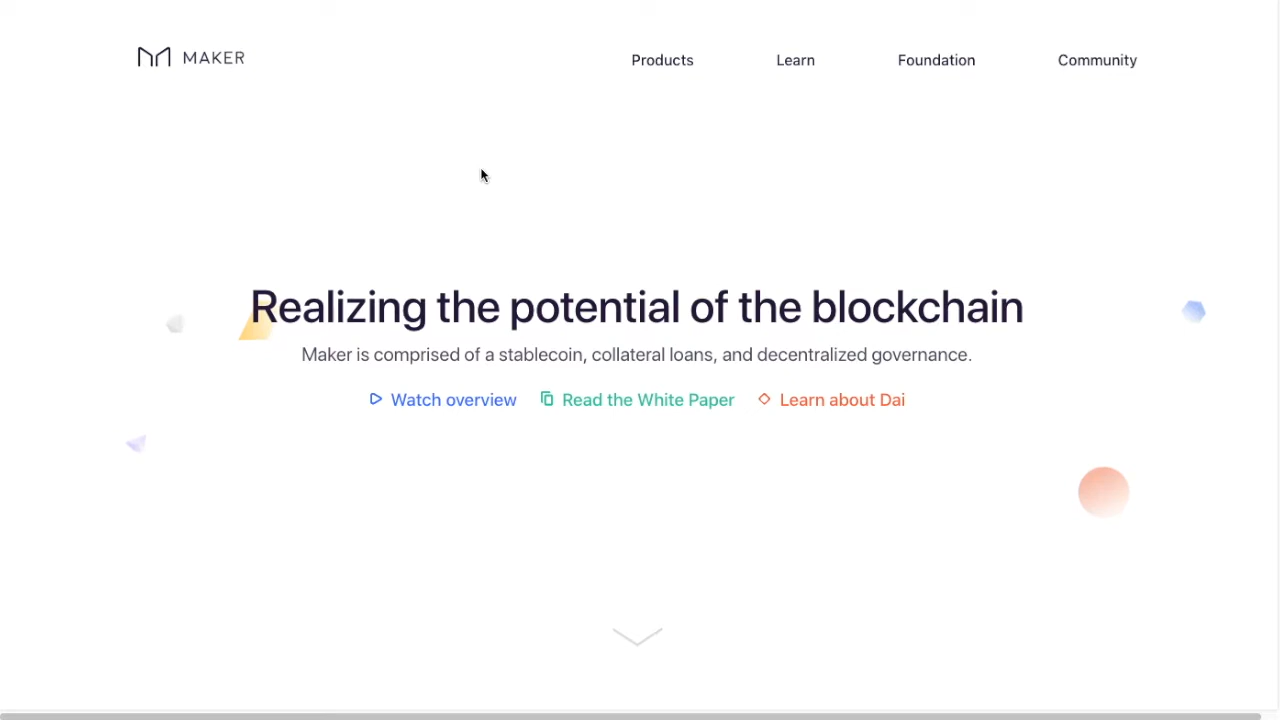 MAKER Products Learn Foundation Community
Realizing the potential of the blockchain
Maker is comprised of a stablecoin, collateral loans, and decentralized governance.
Watch overview Read the White Paper Learn about Dai